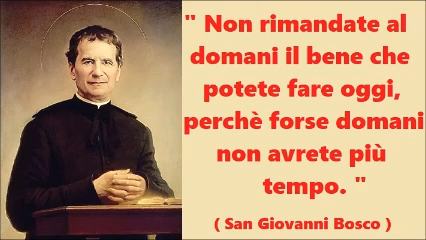 " Non rimandate al
domani il bene che
potete fare oggi,
perchè forse domani
non avrete più
tempo. "
( San Giovanni Bosco )